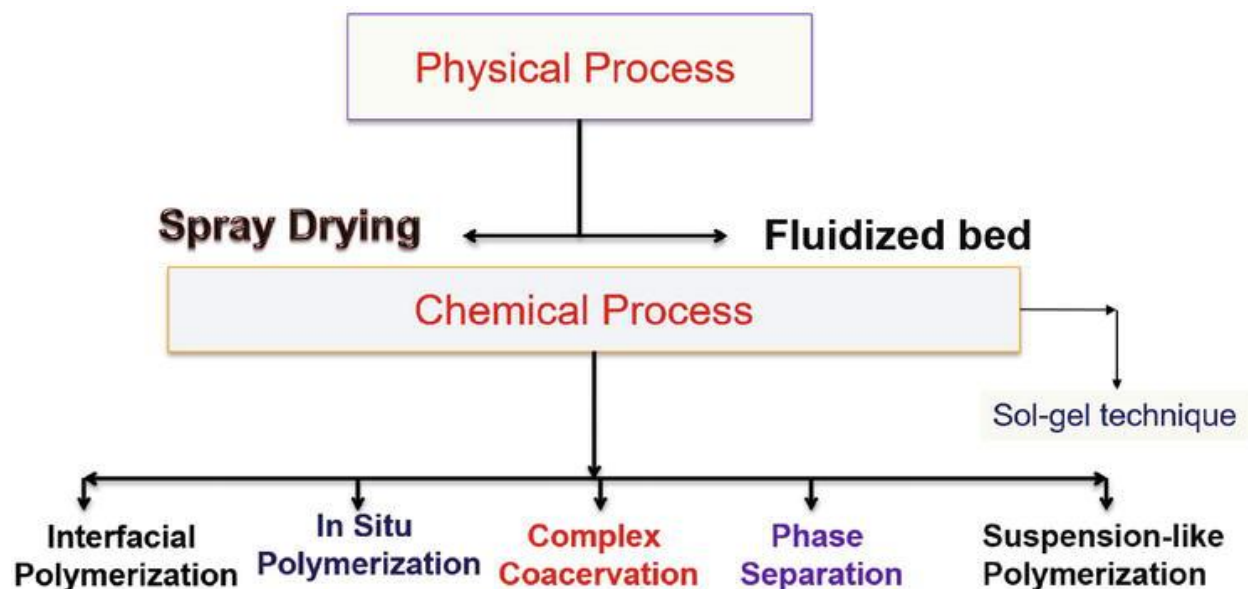 Physical Process
Spray Drying
Fluidized bed
Chemical Process
Sol-gel technique
Interfacial
Polymerization
In Situ
Polymerization
Complex
Coacervation
Phase
Separation
Suspension-like
Polymerization